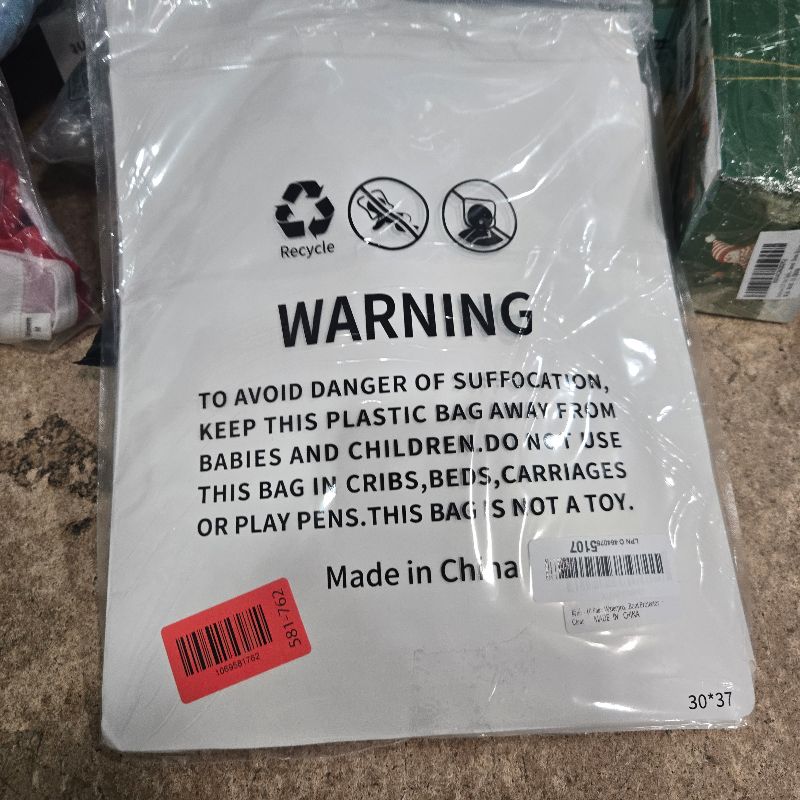 Recycle
WARNING
TO AVOID DANGER OF SUFFOCATION,
KEEP THIS PLASTIC BAG AWAY FROM
BABIES AND CHILDREN.DO NOT USE
THIS BAG IN CRIBS,BEDS,CARRIAGES
OR PLAY PENS.THIS BAG IS NOT A TOY.
Made in China
5107
MADE IN CHINA
581-762
1069581762
30*37